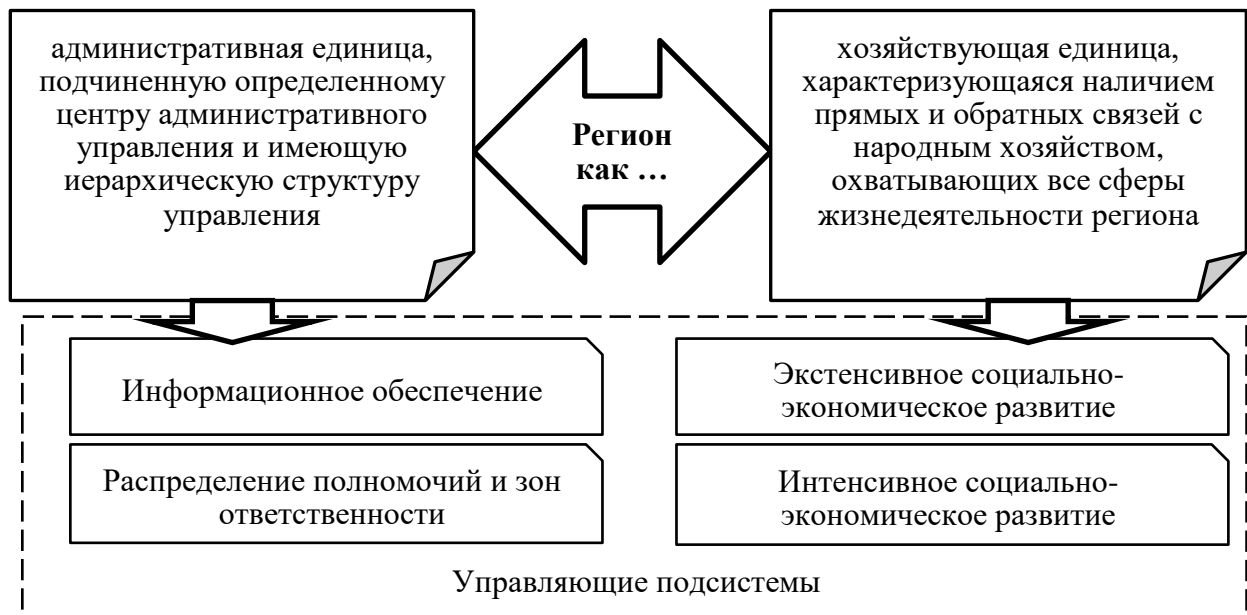 административная единица,
подчиненную определенному
центру административного
управления и имеющую
иерархическую структуру
управления
Регион
как …
хозяйствующая единица,
характеризующаяся наличием
прямых и обратных связей с
народным хозяйством,
охватывающих все сферы
жизнедеятельности региона
Информационное обеспечение
Распределение полномочий и зон
ответственности
Экстенсивное социально-
экономическое развитие
Интенсивное социально-
экономическое развитие
Управляющие подсистемы